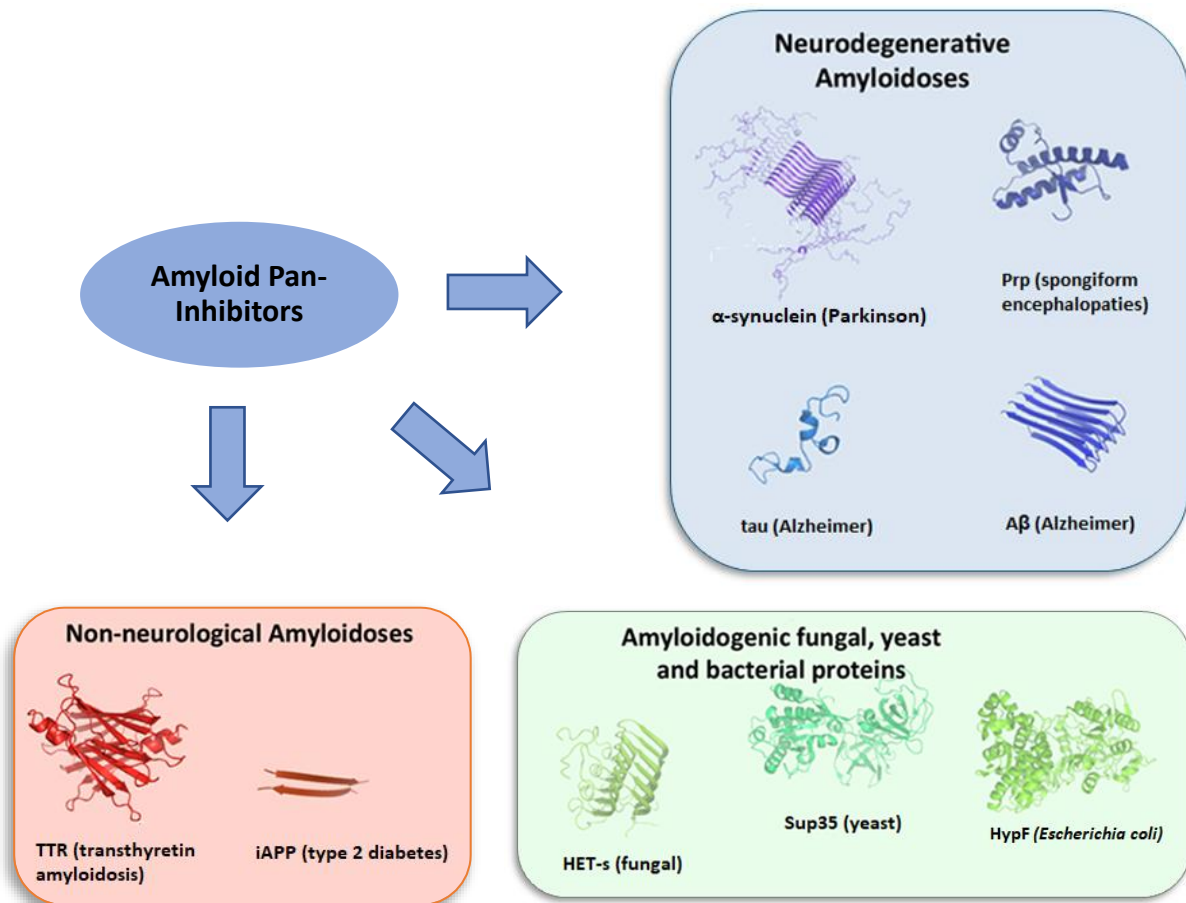 Neurodegenerative
Amyloidoses
Amyloid Pan-
Inhibitors
α-synuclein (Parkinson)
Prp (spongiform
encephalopaties)
tau (Alzheimer)
Aβ (Alzheimer)
Non-neurological Amyloidoses
TTR (transthyretin
amyloidosis)
iAPP (type 2 diabetes)
Amyloidogenic fungal, yeast
and bacterial proteins
HET-s (fungal)
Sup35 (yeast)
HypF (Escherichia coli)